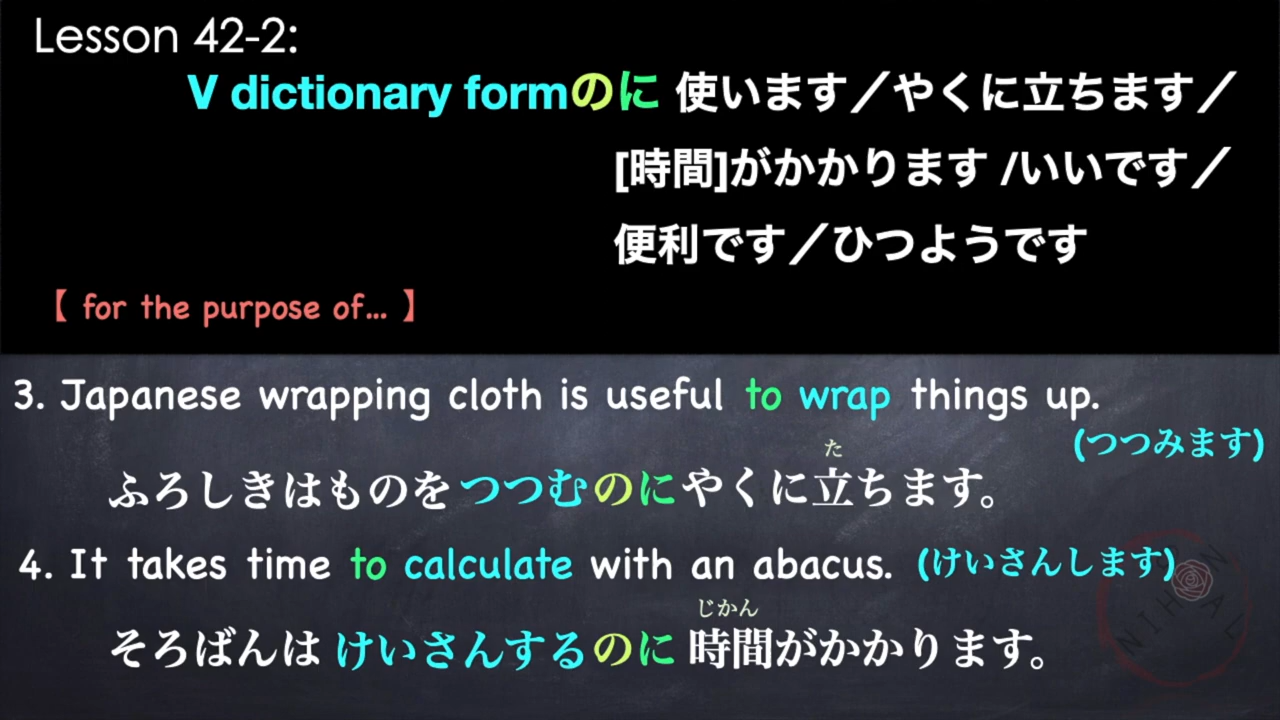 Lesson 42-2:
V dictionary formのに 使います／やくに立ちます／
[時間]がかかります /いいです／
便利です／ひつようです
【 for the purpose of... 】
3. Japanese wrapping cloth is useful to wrap things up.
(つつみます)
た
ふろしきはものをつつむのにやくに立ちます。
4. It takes time to calculate with an abacus. (けいさんします)
じかん
そろばんは けいさんするのに 時間がかかります。
NIHONGOAL